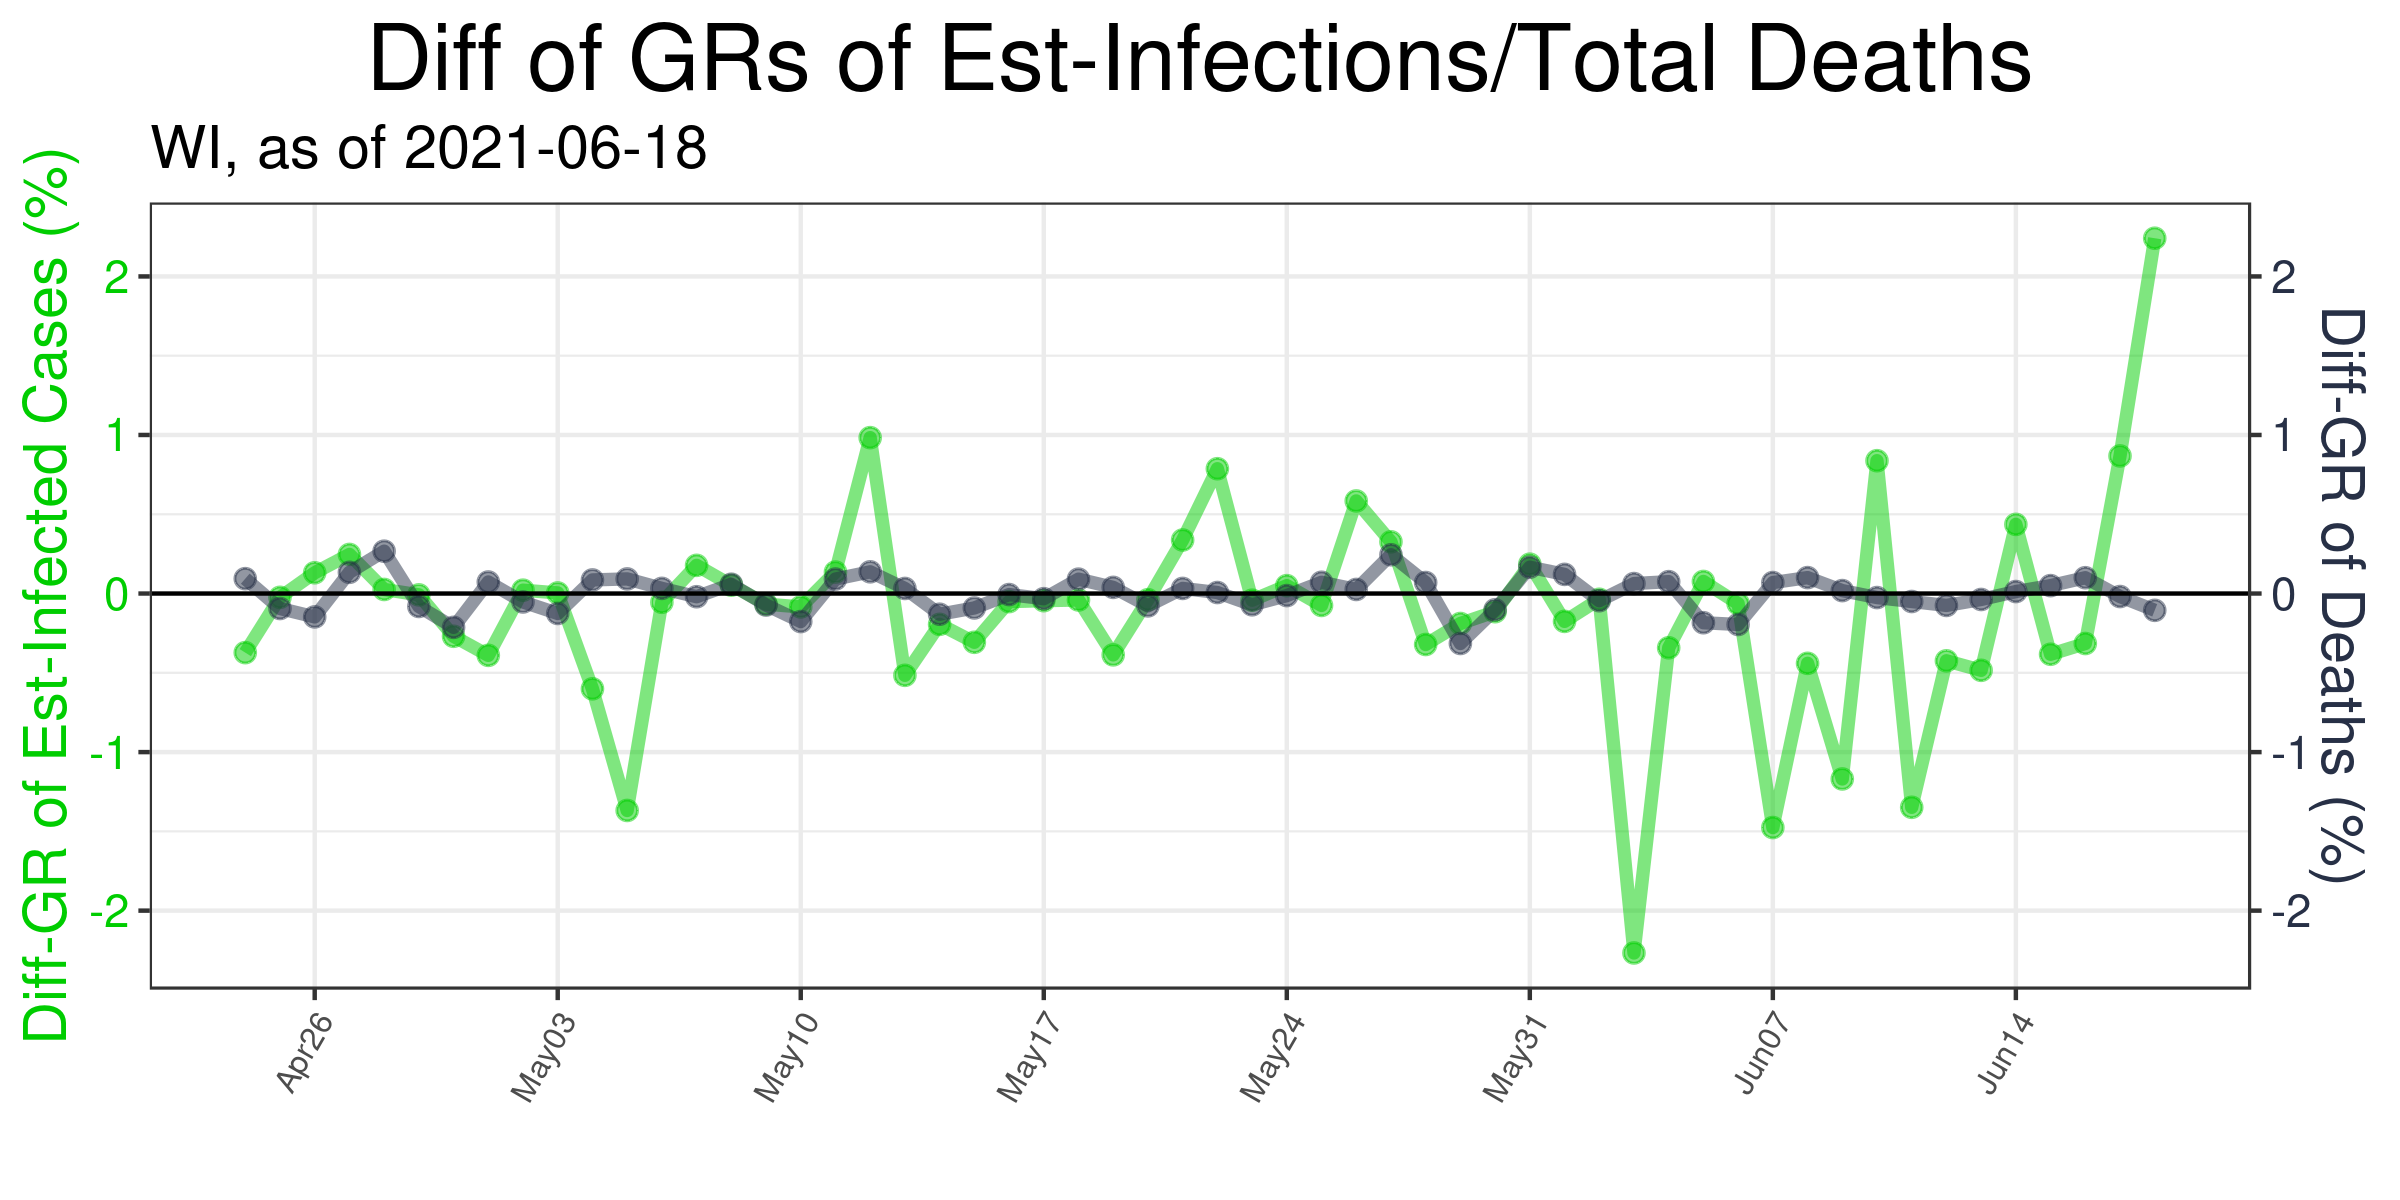 Diff of GRs of Est-Infections/Total Deaths
WI, as of 2021-06-18
Diff-GR of Est-Infected Cases (%)
2
1
0
-1
-2
2
1
0
-1
-2
Diff-GR of Deaths (%)
Apr26
May03
May10
May17
May24
May31
Jun07
Jun14